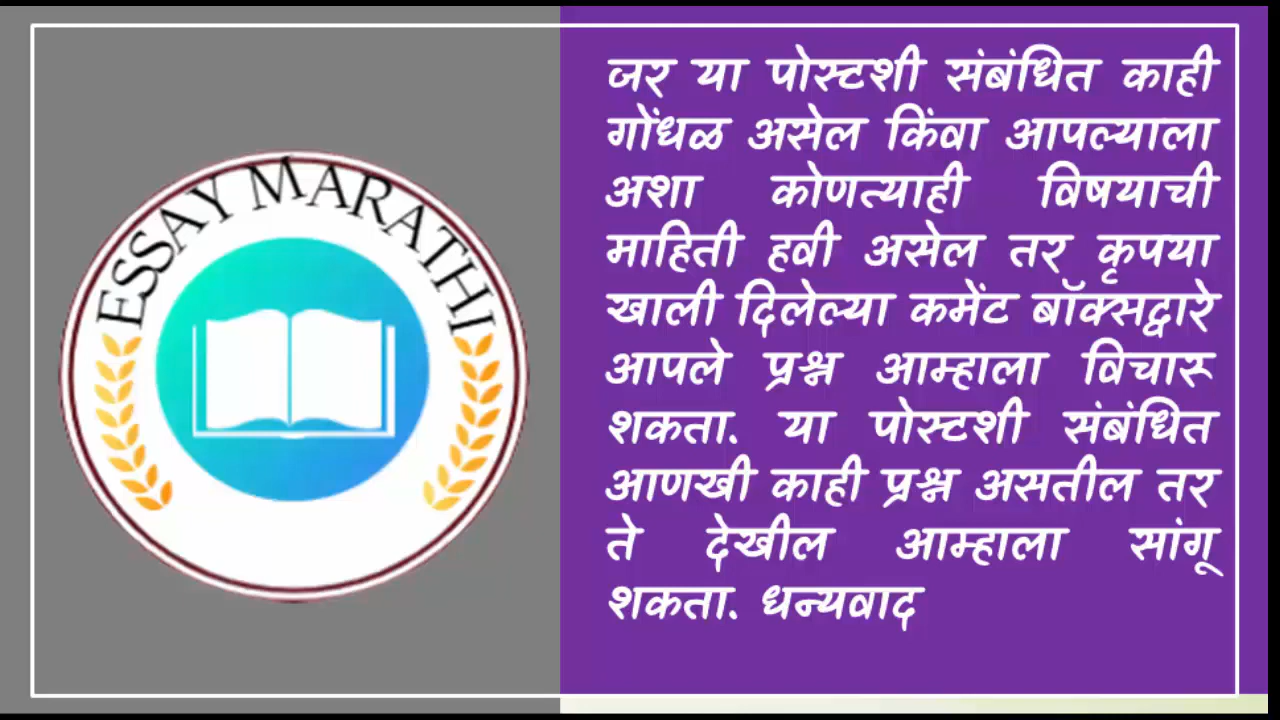 ESSAY MARATHI
जर या पोस्टशी संबंधित काही
गोंधळ असेल किंवा आपल्याला
अशा कोणत्याही विषयाची
माहिती हवी असेल तर कृपया
खाली दिलेल्या कमेंट बॉक्सद्वारे
आपले प्रश्न आम्हाला विचारू
शकता. या पोस्टशी संबंधित
आणखी काही प्रश्न असतील तर
ते देखील आम्हाला सांगू
शकता. धन्यवाद